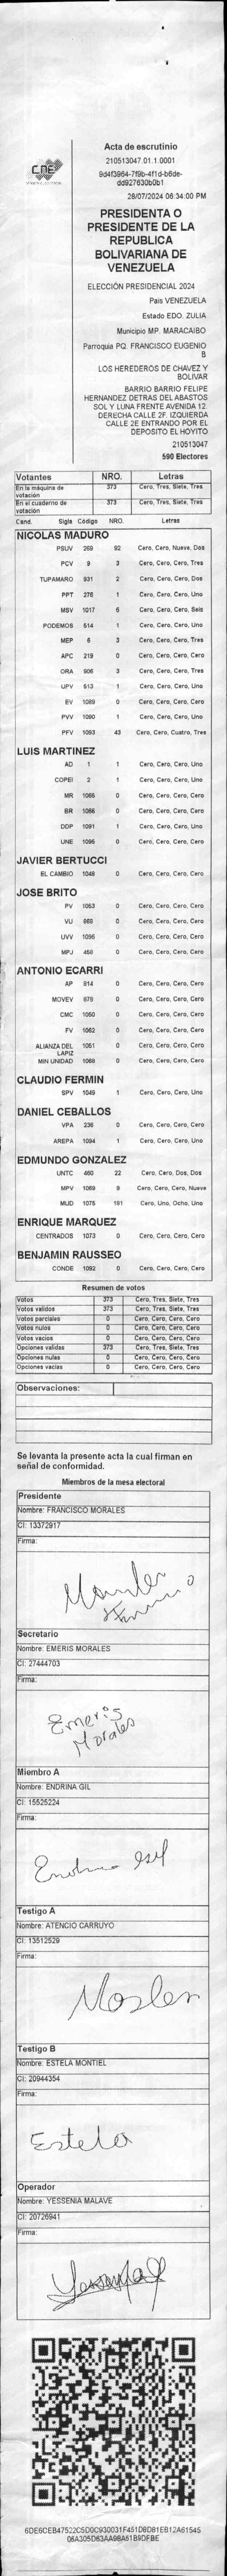 CNE
Acta de escrutinio
210513047.01.1.0001
9d4f3964-7f9b-4f1d-b6de-
dd927630b0b1
28/07/2024 06:34:00 PM
PRESIDENTA O
PRESIDENTE DE LA
REPUBLICA
BOLIVARIANA DE
VENEZUELA
ELECCIÓN PRESIDENCIAL 2024
Pais VENEZUELA
Estado EDO. ZULIA
Municipio MP. MARACAIBO
Parroquia PQ. FRANCISCO EUGENIO
B
LOS HEREDEROS DE CHAVEZ Y
BOLIVAR
BARRIO BARRIO FELIPE
HERNANDEZ DETRAS DEL ABASTOS
SOL Y LUNA FRENTE AVENIDA 12.
DERECHA CALLE 2F. IZQUIERDA
CALLE 2E ENTRANDO POR EL
DEPOSITO EL HOYITO
210513047
590 Electores
Votantes NRO. Letras
En la máquina de votación 373 Cero, Tres, Siete, Tres
En el cuaderno de votación 373 Cero, Tres, Siete, Tres
Cand. Sigla Código NRO. Letras
NICOLAS MADURO
PSUV 269 92 Cero, Cero, Nueve, Dos
PCV 9 3 Cero, Cero, Cero, Tres
TUPAMARO 931 2 Cero, Cero, Cero, Dos
PPT 276 1 Cero, Cero, Cero, Uno
MSV 1017 6 Cero, Cero, Cero, Seis
PODEMOS 514 1 Cero, Cero, Cero, Uno
MEP 6 3 Cero, Cero, Cero, Tres
APC 219 0 Cero, Cero, Cero, Cero
ORA 906 3 Cero, Cero, Cero, Tres
UPV 513 1 Cero, Cero, Cero, Uno
EV 1089 0 Cero, Cero, Cero, Cero
PVV 1090 1 Cero, Cero, Cero, Uno
PFV 1093 43 Cero, Cero, Cuatro, Tres
LUIS MARTINEZ
AD 1 1 Cero, Cero, Cero, Uno
COPEI 2 1 Cero, Cero, Cero, Uno
MR 1065 0 Cero, Cero, Cero, Cero
BR 1066 0 Cero, Cero, Cero, Cero
DDP 1091 1 Cero, Cero, Cero, Uno
UNE 1095 0 Cero, Cero, Cero, Cero
JAVIER BERTUCCI
EL CAMBIO 1048 0 Cero, Cero, Cero, Cero
JOSE BRITO
PV 1053 0 Cero, Cero, Cero, Cero
VU 669 0 Cero, Cero, Cero, Cero
UVV 1056 0 Cero, Cero, Cero, Cero
MPJ 458 0 Cero, Cero, Cero, Cero
ANTONIO ECARRI
AP 814 0 Cero, Cero, Cero, Cero
MOVEV 876 0 Cero, Cero, Cero, Cero
CMC 1050 0 Cero, Cero, Cero, Cero
FV 1062 0 Cero, Cero, Cero, Cero
ALIANZA DEL LAPIZ 1051 0 Cero, Cero, Cero, Cero
MIN UNIDAD 1068 0 Cero, Cero, Cero, Cero
CLAUDIO FERMIN
SPV 1049 1 Cero, Cero, Cero, Uno
DANIEL CEBALLOS
VPA 236 0 Cero, Cero, Cero, Cero
AREPA 1094 1 Cero, Cero, Cero, Uno
EDMUNDO GONZALEZ
UNTC 460 22 Cero, Cero, Dos, Dos
MPV 1069 9 Cero, Cero, Cero, Nueve
MUD 1075 181 Cero, Uno, Ocho, Uno
ENRIQUE MARQUEZ
CENTRADOS 1073 0 Cero, Cero, Cero, Cero
BENJAMIN RAUSSEO
CONDE 1092 0 Cero, Cero, Cero, Cero
Resumen de votos
Votos 373 Cero, Tres, Siete, Tres
Votos validos 373 Cero, Tres, Siete, Tres
Votos parciales 0 Cero, Cero, Cero, Cero
Votos nulos 0 Cero, Cero, Cero, Cero
Votos vacios 0 Cero, Cero, Cero, Cero
Opciones validas 373 Cero, Tres, Siete, Tres
Opciones nulas 0 Cero, Cero, Cero, Cero
Opciones vacias 0 Cero, Cero, Cero, Cero
Observaciones:
Se levanta la presente acta la cual firman en
señal de conformidad.
Miembros de la mesa electoral
Presidente
Nombre: FRANCISCO MORALES
CI: 13372917
Firma:
Secretario
Nombre: EMERIS MORALES
CI: 27444703
Firma:
Emeris
Morales
Miembro A
Nombre: ENDRINA GIL
CI: 15525224
Firma:
Endrina Gil
Testigo A
Nombre: ATENCIO CARRUYO
CI: 13512529
Firma:
Testigo B
Nombre: ESTELA MONTIEL
CI: 20944354
Firma:
Estela
Operador
Nombre: YESSENIA MALAVE
CI: 20726941
Firma:
6DE6CEB47522C5D0C930031F451D8D81EB12A61545
06A305D63AA98A61B9DFBE